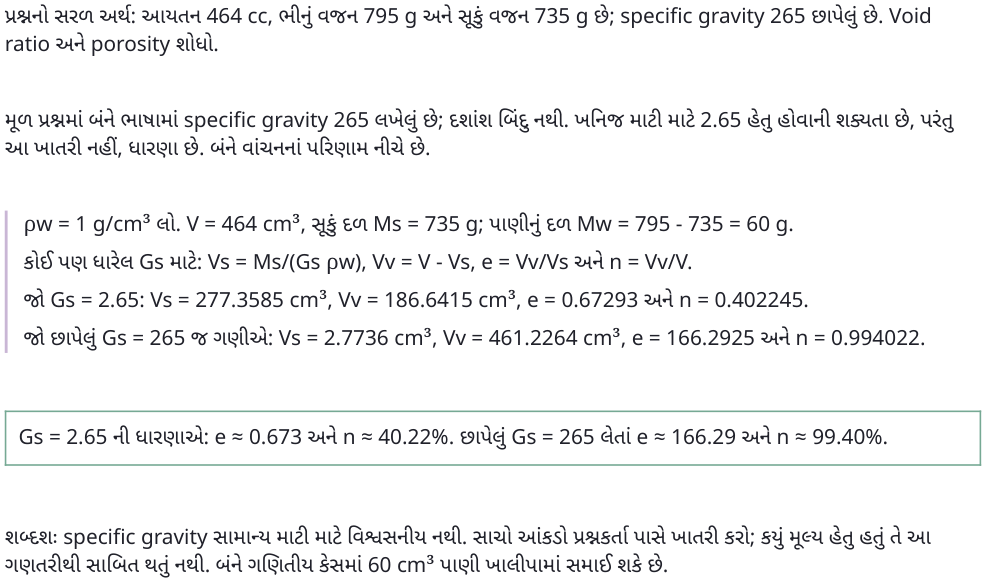 પ્રશ્નનો સરળ અર્થ: આયતન 464 cc, ભીનું વજન 795 g અને સૂકું વજન 735 g છે; specific gravity 265 છાપેલું છે. Void
ratio અને porosity શોધો.
મૂળ પ્રશ્નમાં બંને ભાષામાં specific gravity 265 લખેલું છે; દશાંશ બિંદુ નથી. ખનિજ માટી માટે 2.65 હેતુ હોવાની શક્યતા છે, પરંતુ
આ ખાતરી નહીં, ધારણા છે. બંને વાંચનનાં પરિણામ નીચે છે.
ρw = 1 g/cm³ લો. V = 464 cm³, સૂકું દળ Ms = 735 g; પાણીનું દળ Mw = 795 - 735 = 60 g.
કોઈ પણ ધારેલ Gs માટે: Vs = Ms/(Gs ρw), Vv = V - Vs, e = Vv/Vs અને n = Vv/V.
જો Gs = 2.65: Vs = 277.3585 cm³, Vv = 186.6415 cm³, e = 0.67293 અને n = 0.402245.
જો છાપેલું Gs = 265 જ ગણીએ: Vs = 2.7736 cm³, Vv = 461.2264 cm³, e = 166.2925 અને n = 0.994022.
Gs = 2.65 ની ધારણાએ: e ≈ 0.673 અને n ≈ 40.22%. છાપેલું Gs = 265 લેતાં e ≈ 166.29 અને n ≈ 99.40%.
શબ્દશઃ specific gravity સામાન્ય માટી માટે વિશ્વસનીય નથી. સાચો આંકડો પ્રશ્નકર્તા પાસે ખાતરી કરો; કયું મૂલ્ય હેતુ હતું તે આ
ગણતરીથી સાબિત થતું નથી. બંને ગણિતીય કેસમાં 60 cm³ પાણી ખાલીપામાં સમાઈ શકે છે.